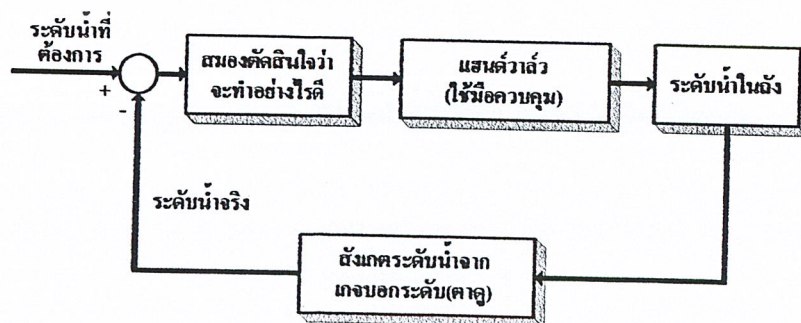 ระดับน้ำที่
ต้องการ
+
-
สมองตัดสินใจว่า
จะทำอย่างไรดี
แฮนด์วาล์ว
(ใช้มือควบคุม)
ระดับน้ำในถัง
ระดับน้ำจริง
สังเกตระดับน้ำจาก
เกจบอกระดับ(ตาดู)